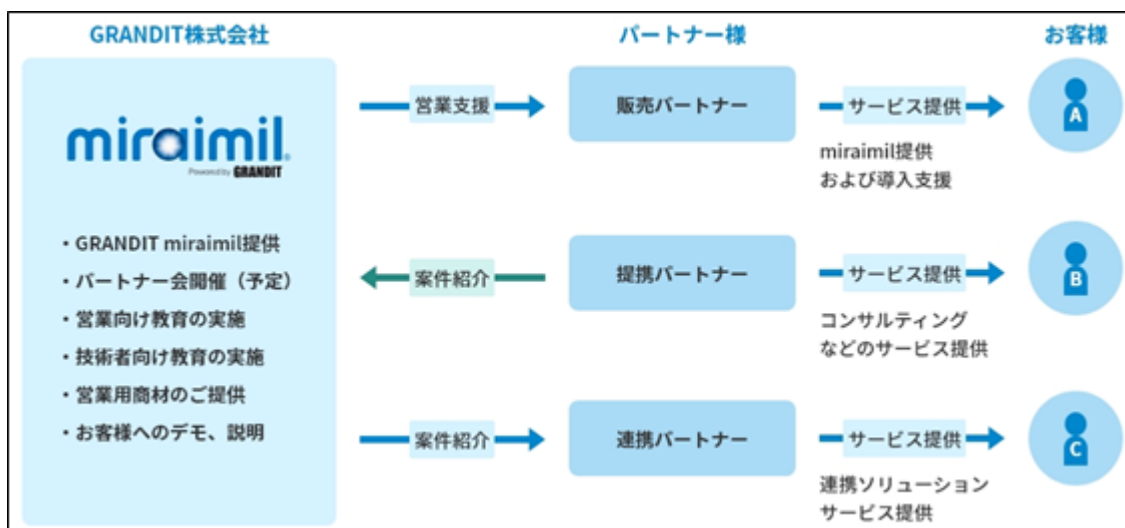 GRANDIT株式会社
パートナー様
お客様
miraimil®
Powered by GRANDIT
・GRANDIT miraimil提供
・パートナー会開催（予定）
・営業向け教育の実施
・技術者向け教育の実施
・営業用商材のご提供
・お客様へのデモ、説明
営業支援
販売パートナー
サービス提供
A
miraimil提供
および導入支援
案件紹介
提携パートナー
サービス提供
B
コンサルティング
などのサービス提供
案件紹介
連携パートナー
サービス提供
C
連携ソリューション
サービス提供